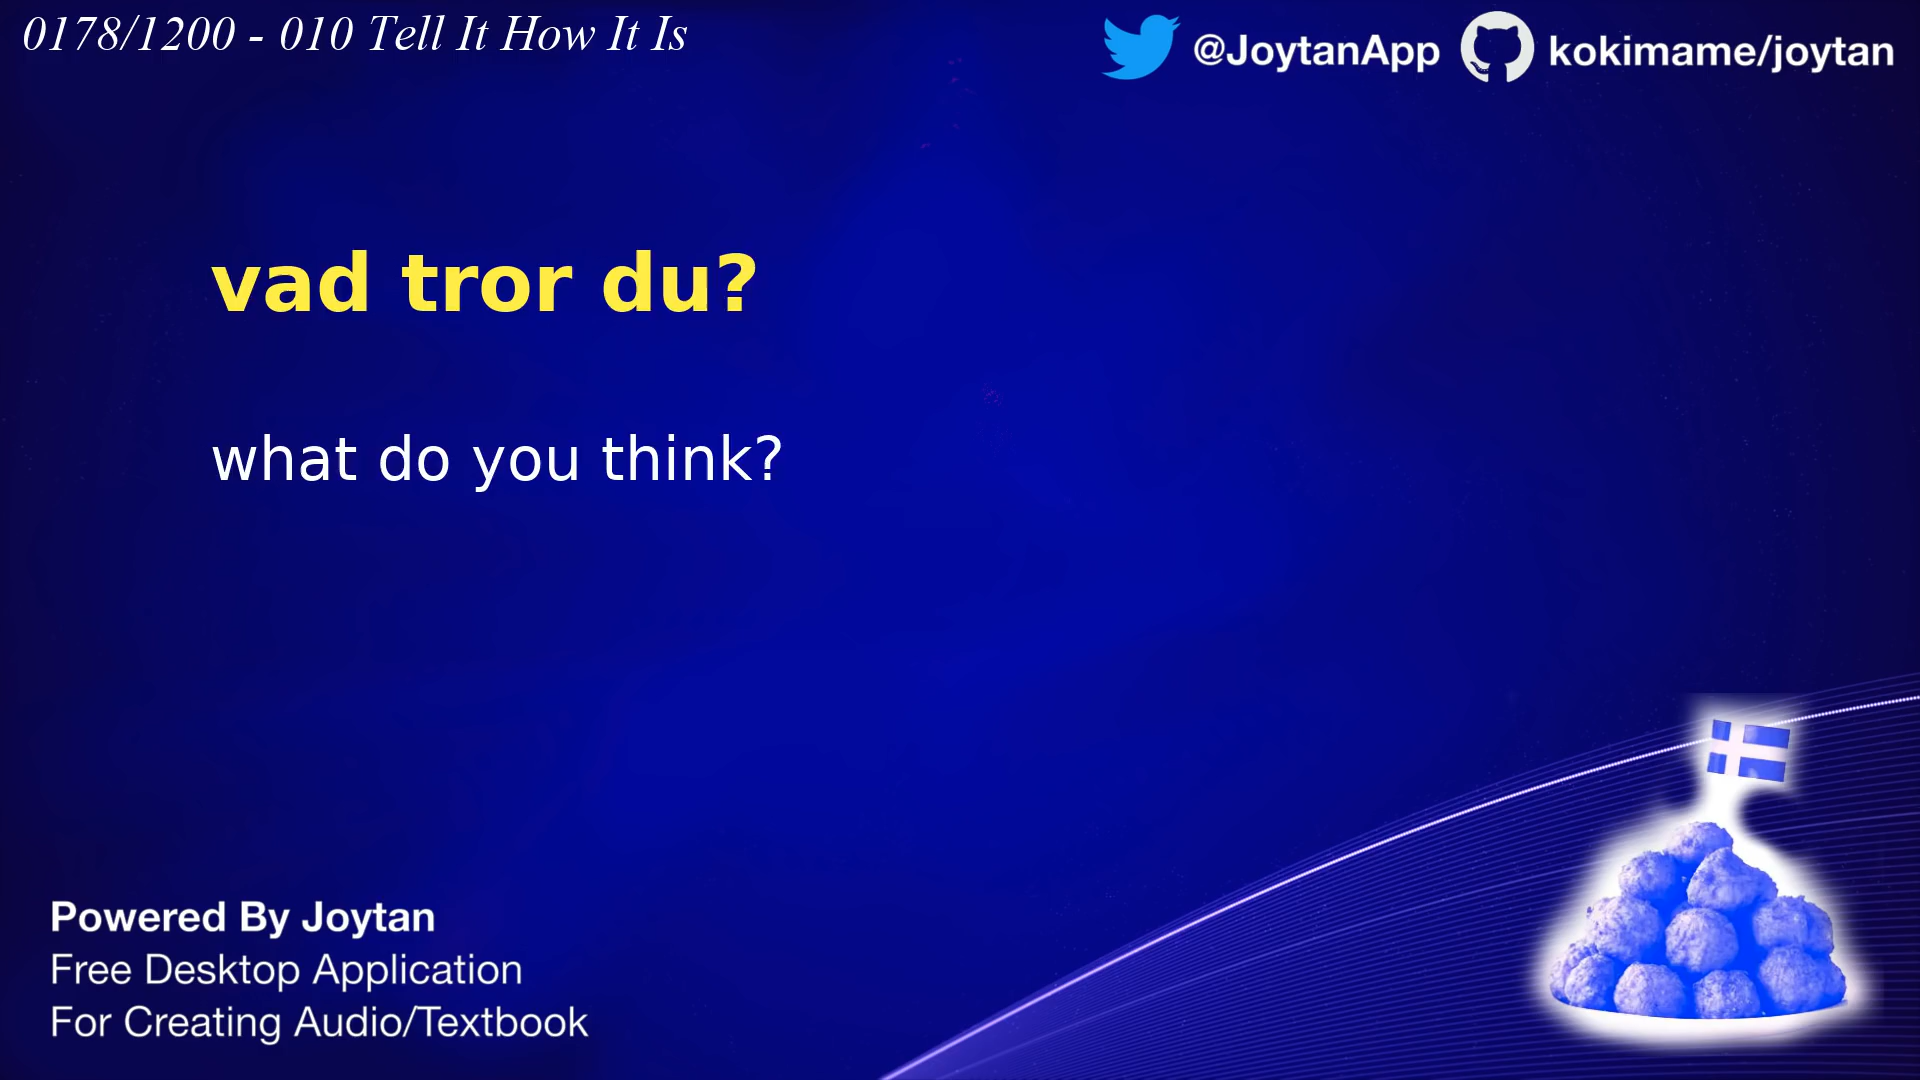 0178/1200 - 010 Tell It How It Is
@JoytanApp
kokimame/joytan
vad tror du?
what do you think?
Powered By Joytan
Free Desktop Application
For Creating Audio/Textbook